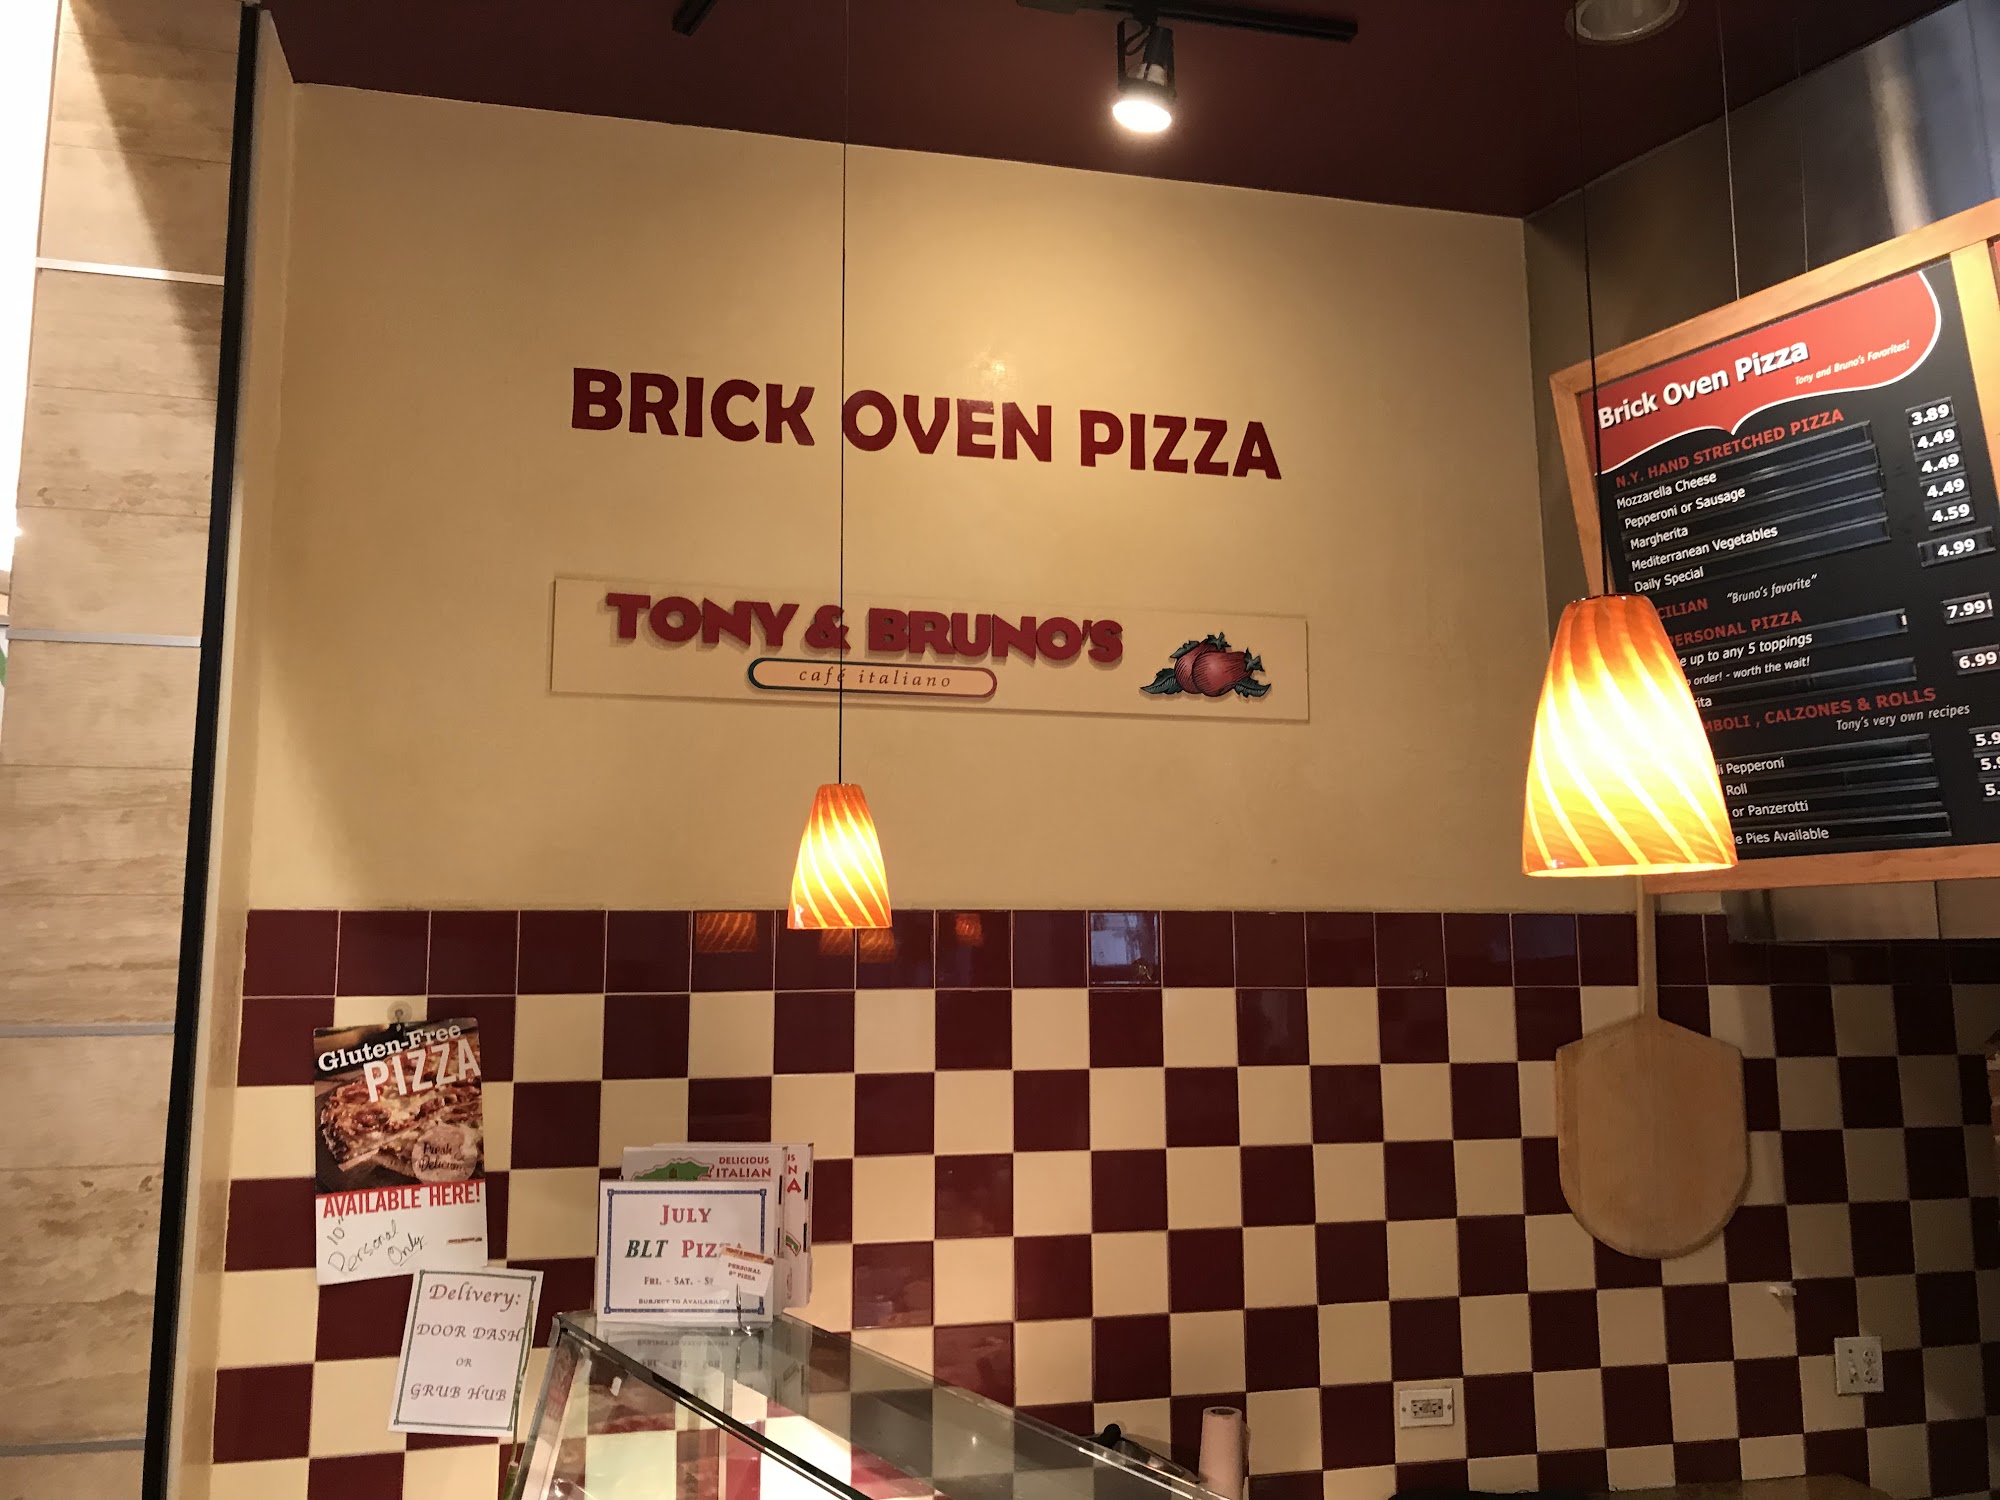 BRICK OVEN PIZZA
TONY & BRUNO'S
café italiano
Brick Oven Pizza
Tony and Bruno's Favorites!
N.Y. HAND STRETCHED PIZZA
Mozzarella Cheese 3.89
Pepperoni or Sausage 4.49
Margherita 4.49
Mediterranean Vegetables 4.49
Daily Special 4.59
"Bruno's favorite" 4.99
PERSONAL PIZZA
up to any 5 toppings 7.99
order! - worth the wait!
6.99
, CALZONES & ROLLS
Tony's very own recipes
Pepperoni
Roll
or Panzerotti
Pies Available
Gluten-Free
PIZZA
Fresh
Delicious
AVAILABLE HERE!
10"
Personal
Only
Delivery:
DOOR DASH
OR
GRUB HUB
DELICIOUS
ITALIAN
JULY
BLT
FRI. - SAT. -
SUBJECT TO AVAILABILITY
PERSONAL
8" PIZZA